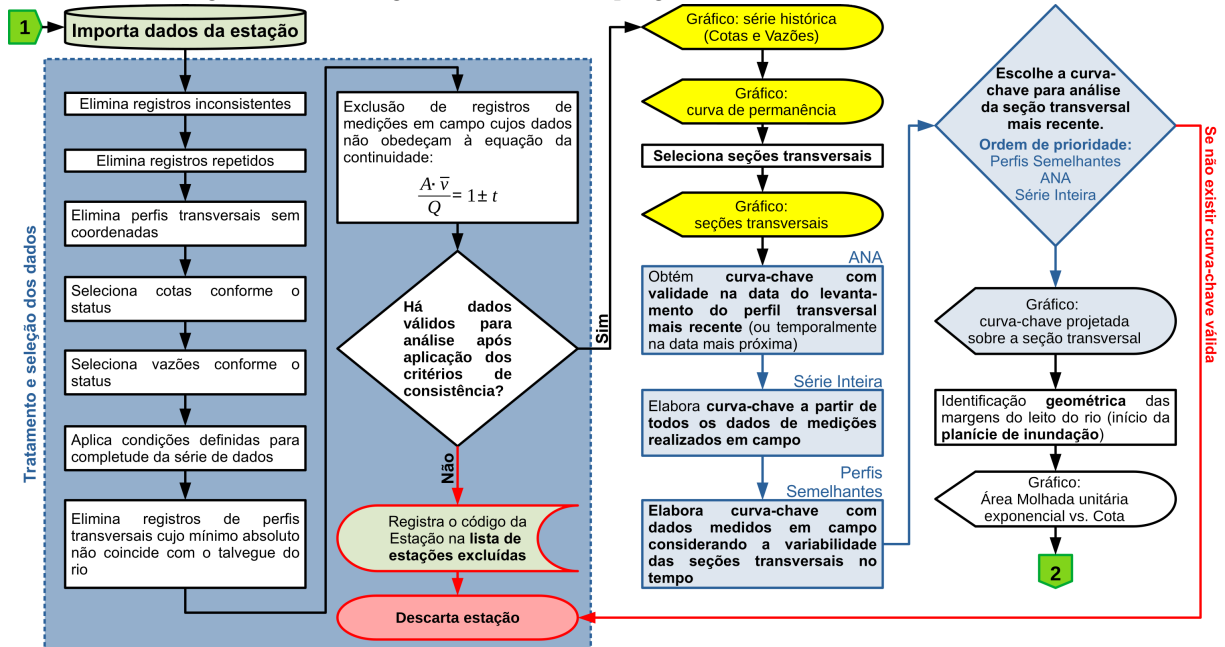 1
Importa dados da estação
Tratamento e seleção dos dados
Elimina registros inconsistentes
Elimina registros repetidos
Elimina perfis transversais sem
coordenadas
Seleciona cotas conforme o
status
Seleciona vazões conforme o
status
Aplica condições definidas para
completude da série de dados
Elimina registros de perfis
transversais cujo mínimo absoluto
não coincide com o talvegue do
rio
Exclusão de registros de
medições em campo cujos dados
não obedeçam à equação da
continuidade:
A· v̅
/Q = 1 ± t
Há dados
válidos para
análise após
aplicação dos
critérios de
consistência?
Sim
Não
Registra o código da
Estação na lista de
estações excluídas
Descarta estação
Gráfico: série histórica
(Cotas e Vazões)
Gráfico:
curva de permanência
Seleciona seções transversais
Gráfico:
seções transversais
ANA
Obtém curva-chave com
validade na data do levanta-
mento do perfil transversal
mais recente (ou temporalmente
na data mais próxima)
Série Inteira
Elabora curva-chave a partir de
todos os dados de medições
realizados em campo
Perfis
Semelhantes
Elabora curva-chave com
dados medidos em campo
considerando a variabilidade
das seções transversais no
tempo
Escolhe a curva-
chave para análise
da seção transversal
mais recente.
Ordem de prioridade:
Perfis Semelhantes
ANA
Série Inteira
Se não existir curva-chave válida
Gráfico:
curva-chave projetada
sobre a seção transversal
Identificação geométrica das
margens do leito do rio (início da
planície de inundação)
Gráfico:
Área Molhada unitária
exponencial vs. Cota
2